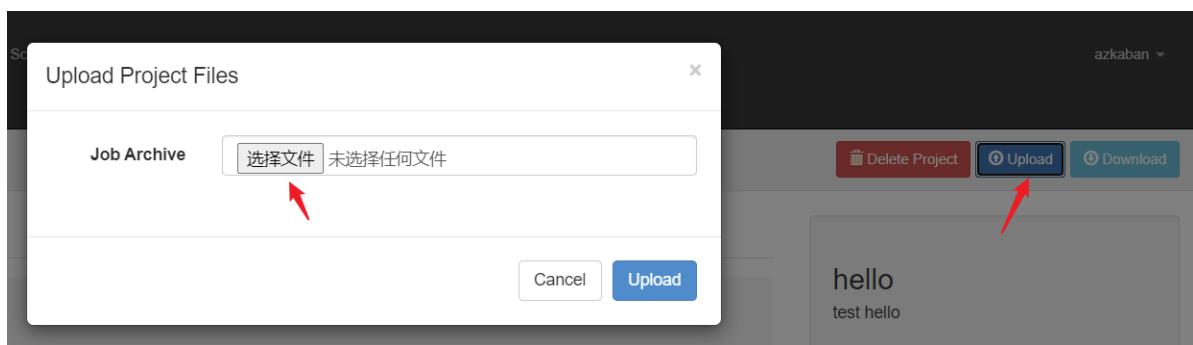 Sc
azkaban
Upload Project Files
×
Job Archive
选择文件 未选择任何文件
Delete Project
Upload
Download
Cancel
Upload
hello
test hello